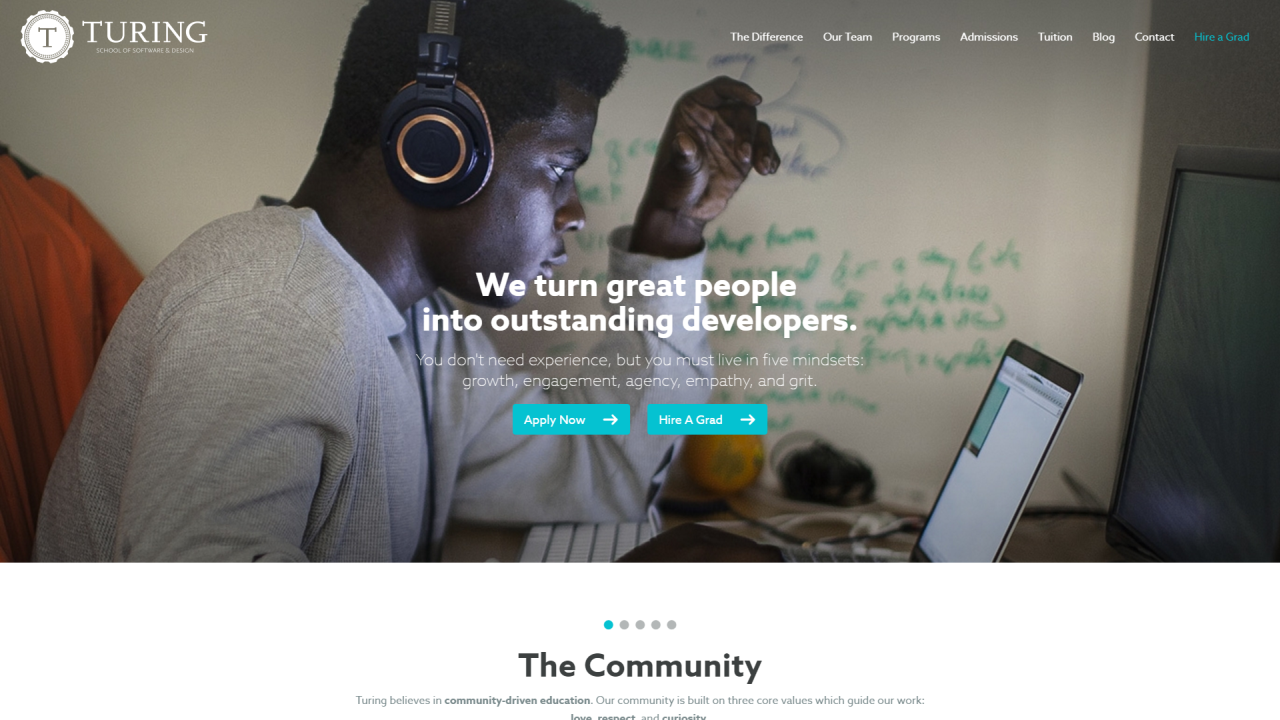 TURING
SCHOOL OF SOFTWARE & DESIGN
The Difference Our Team Programs Admissions Tuition Blog Contact Hire a Grad
We turn great people
into outstanding developers.
You don't need experience, but you must live in five mindsets:
growth, engagement, agency, empathy, and grit.
Apply Now Hire A Grad
The Community
Turing believes in community-driven education. Our community is built on three core values which guide our work:
love, respect, and curiosity.